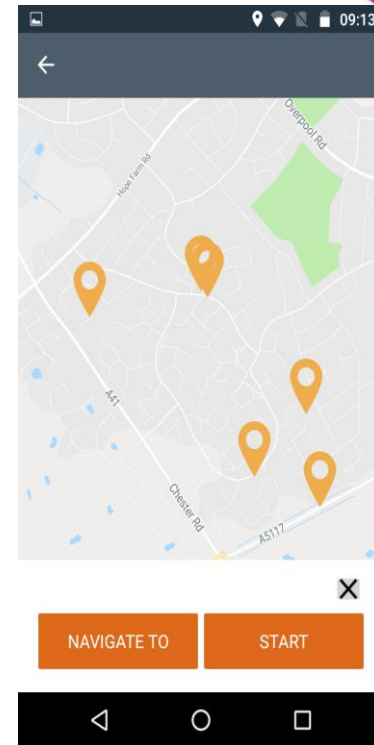 09:13
Overpool Rd
Hope Farm Rd
A41
Chester Rd
A5117
NAVIGATE TO
START